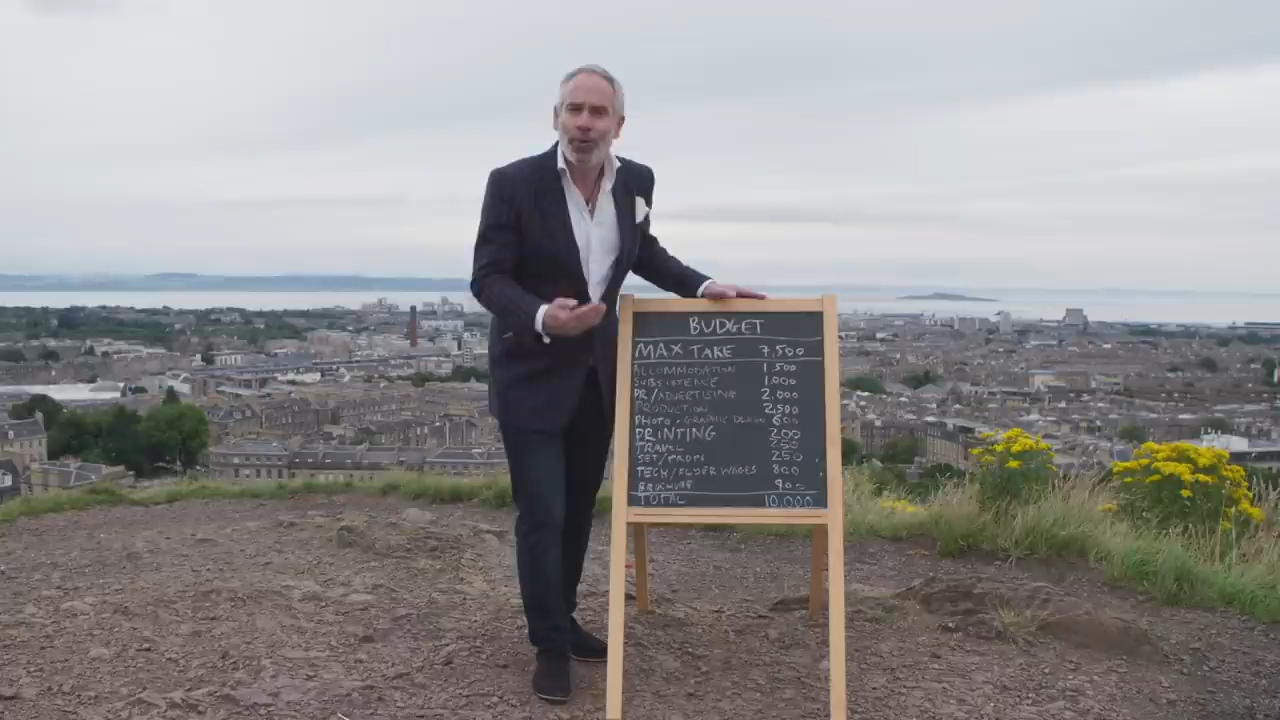 BUDGET
MAX TAKE 7,500
ACCOMMODATION 1,500
SUBSISTENCE 1,000
PR/ADVERTISING 2,000
PRODUCTION 2,500
PHOTO + GRAPHIC DESIGN 600
PRINTING 200
TRAVEL 250
SET/PROPS 250
TECH/FLYER WAGES 800
BROCHURE 900
TOTAL 10,000